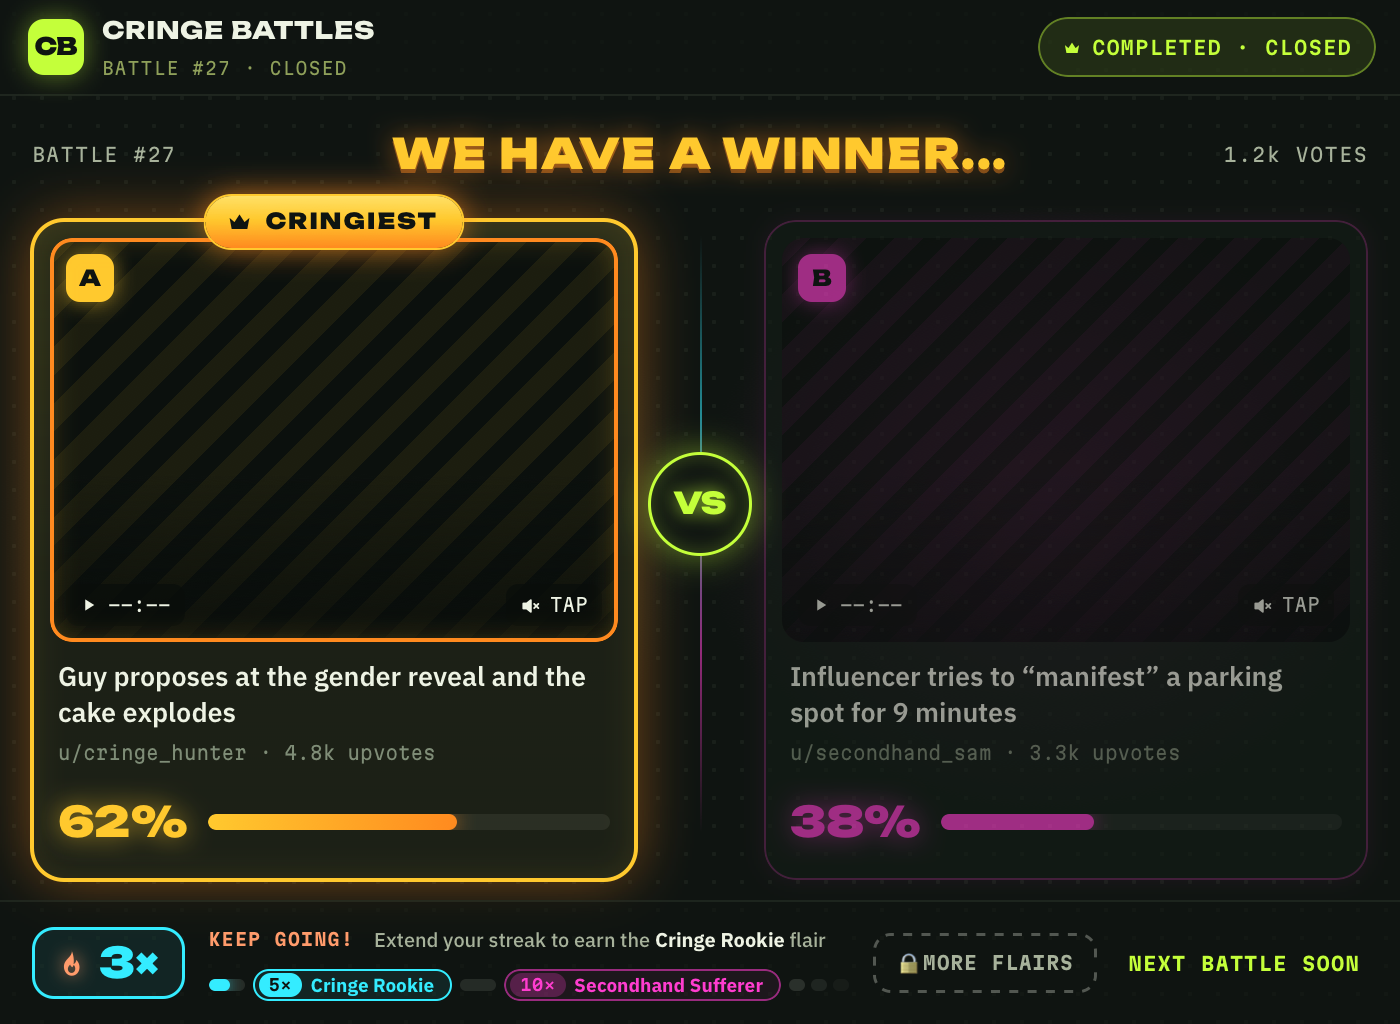 CB
CRINGE BATTLES
BATTLE #27 · CLOSED
COMPLETED · CLOSED
BATTLE #27
WE HAVE A WINNER...
1.2k VOTES
CRINGIEST
A
--:--
TAP
Guy proposes at the gender reveal and the
cake explodes
u/cringe_hunter · 4.8k upvotes
62%
VS
B
--:--
TAP
Influencer tries to “manifest” a parking
spot for 9 minutes
u/secondhand_sam · 3.3k upvotes
38%
3×
KEEP GOING! Extend your streak to earn the Cringe Rookie flair
5× Cringe Rookie
10× Secondhand Sufferer
MORE FLAIRS
NEXT BATTLE SOON